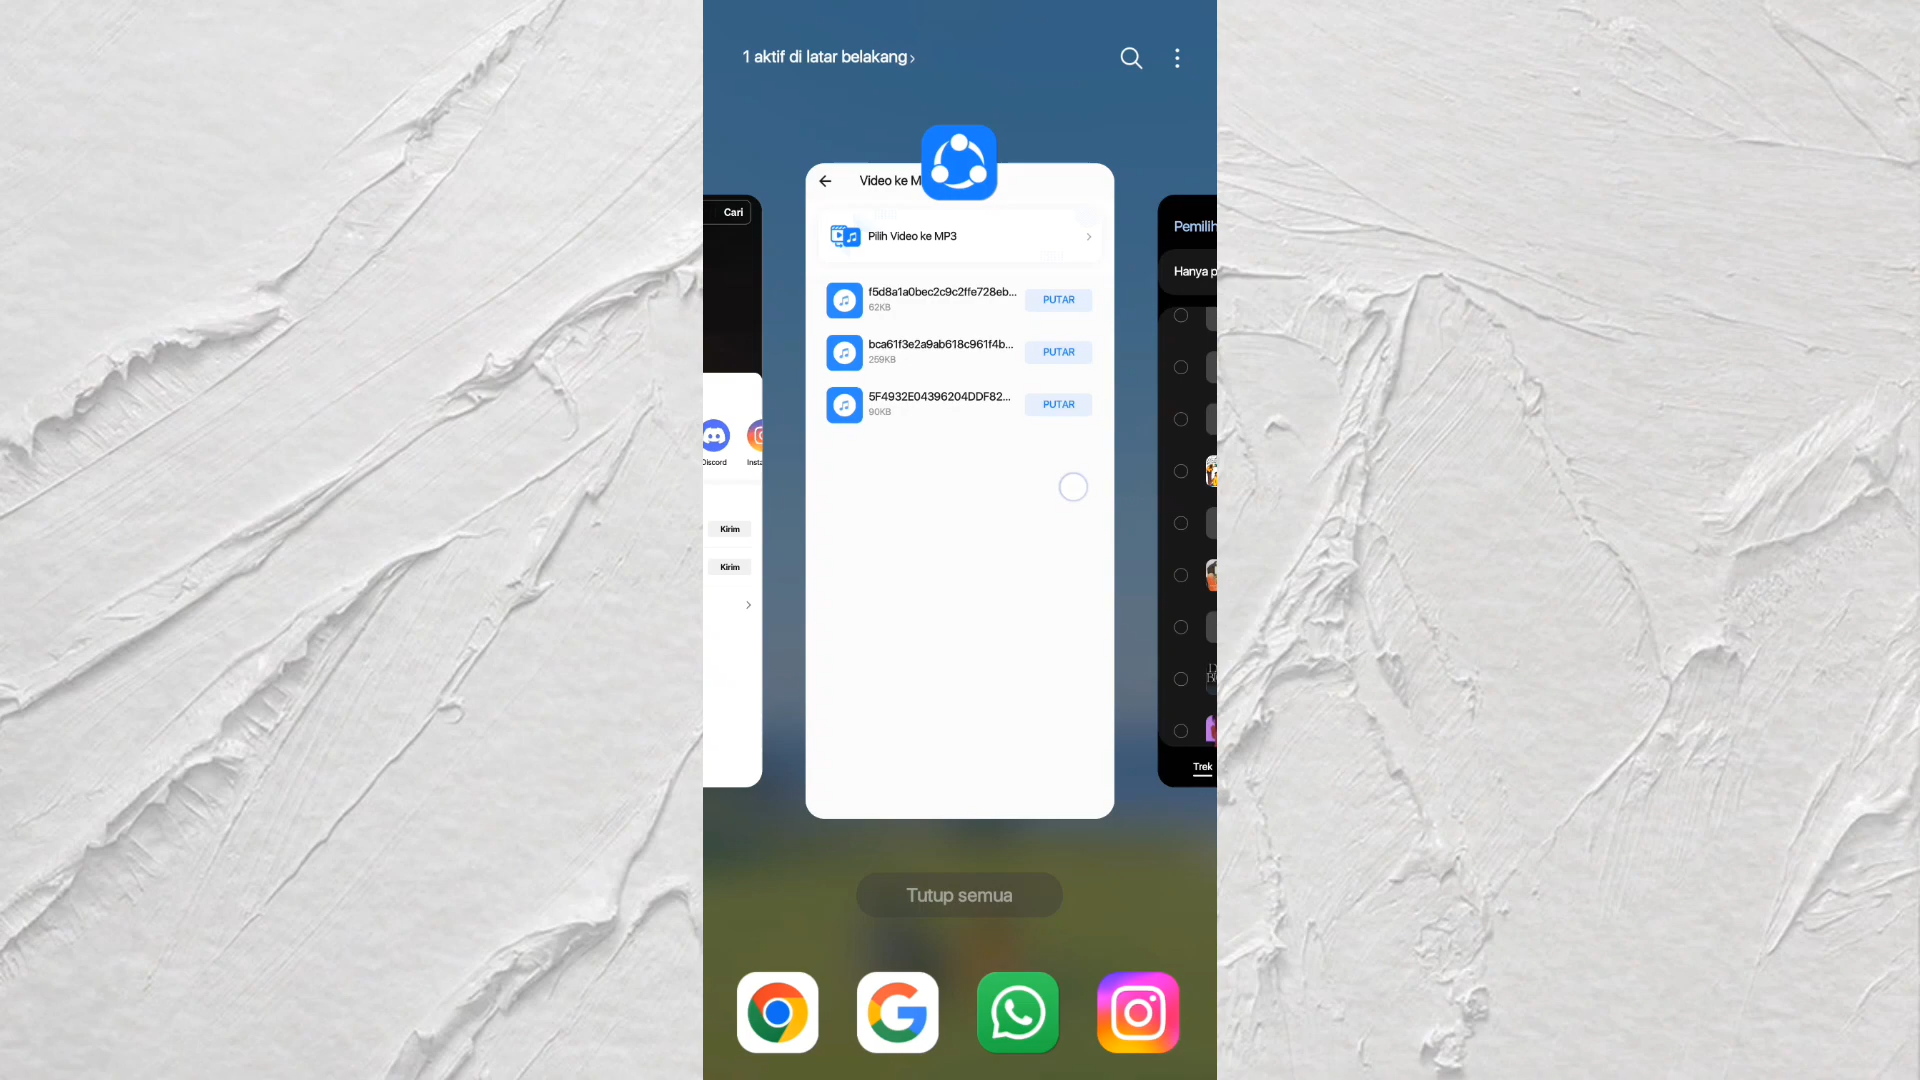 1 aktif di latar belakang
Cari
Discord
Kirim
Kirim
Video ke
Pilih Video ke MP3
f5d8a1a0bec2c9c2ffe728eb...
62KB
PUTAR
bca61f3e2a9ab618c961f4b...
259KB
PUTAR
5F4932E04396204DDF82...
90KB
PUTAR
Hanya
Trek
Tutup semua